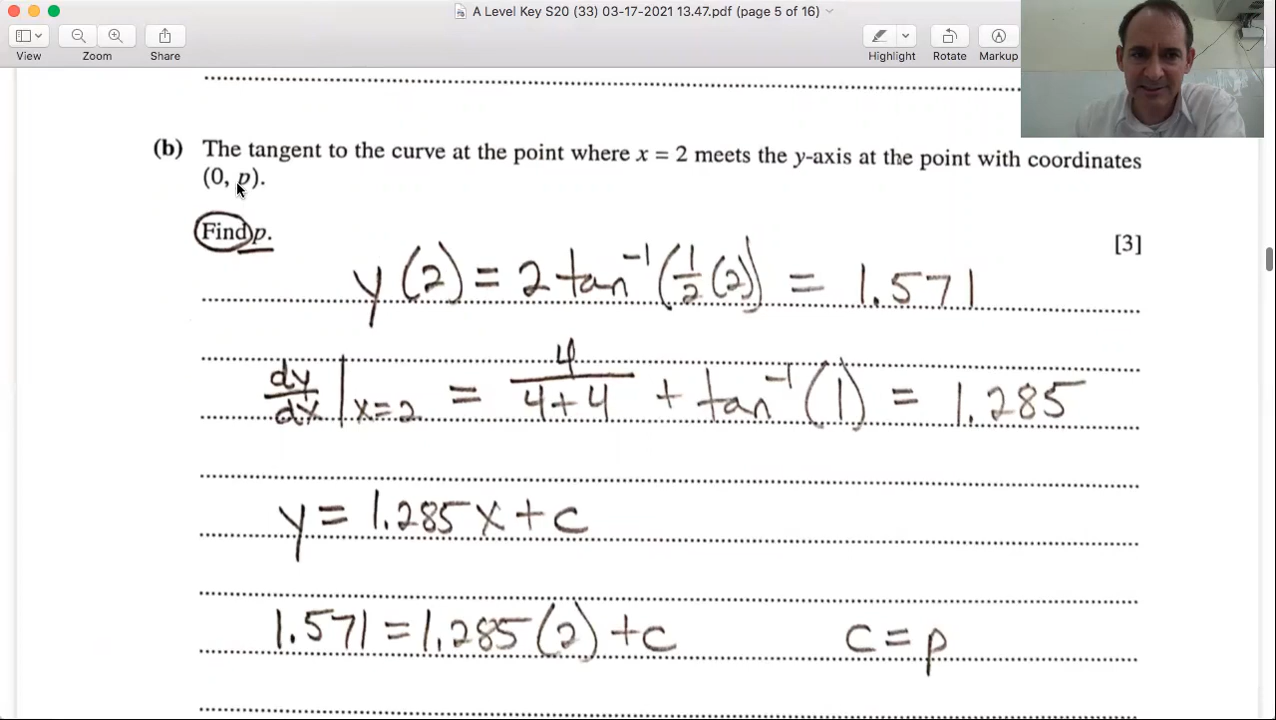 A Level Key S20 (33) 03-17-2021 13.47.pdf (page 5 of 16)
View Zoom Share Highlight Rotate Markup
(b) The tangent to the curve at the point where x = 2 meets the y-axis at the point with coordinates
(0, p).
Find p.
[3]
y(2) = 2 tan⁻¹(1/2(2)) = 1.571
dy/dx|x=2 = 4/(4+4) + tan⁻¹(1) = 1.285
y = 1.285x + c
1.571 = 1.285(2) + c c = p